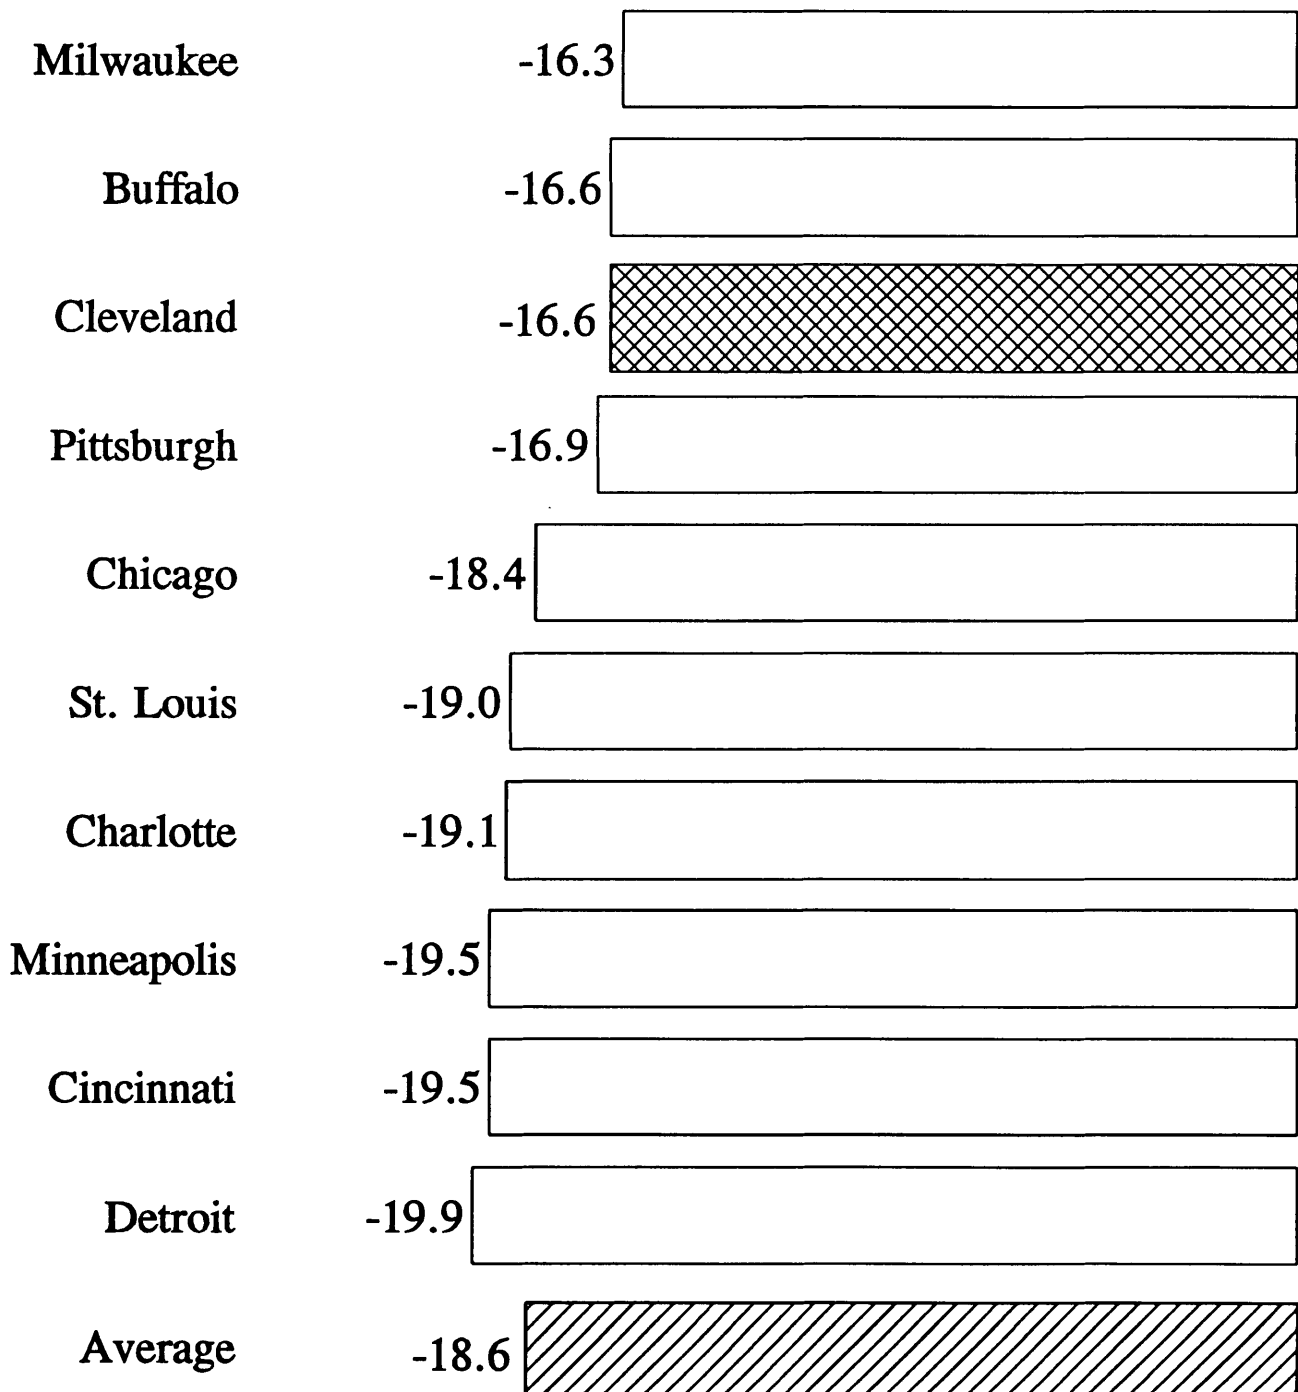 Milwaukee -16.3
Buffalo -16.6
Cleveland -16.6
Pittsburgh -16.9
Chicago -18.4
St. Louis -19.0
Charlotte -19.1
Minneapolis -19.5
Cincinnati -19.5
Detroit -19.9
Average -18.6